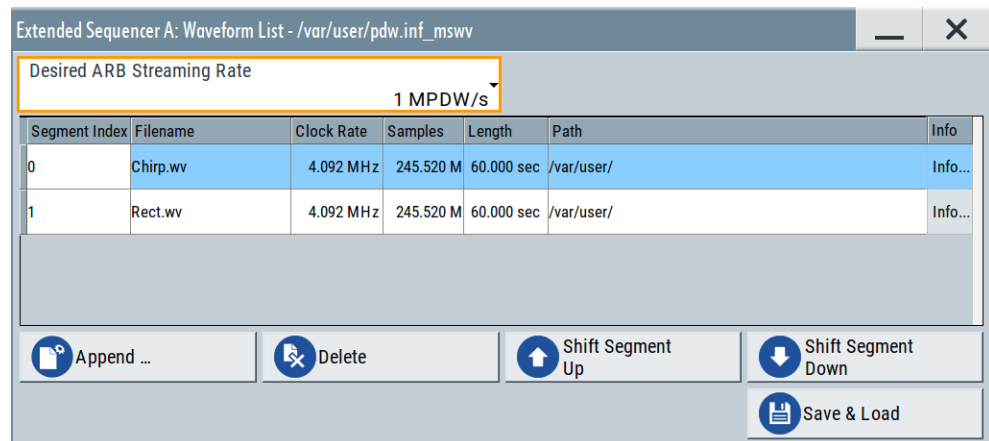 Extended Sequencer A: Waveform List - /var/user/pdw.inf_mswv
Desired ARB Streaming Rate
1 MPDW/s
Segment Index Filename Clock Rate Samples Length Path Info
0 Chirp.wv 4.092 MHz 245.520 M 60.000 sec /var/user/ Info...
1 Rect.wv 4.092 MHz 245.520 M 60.000 sec /var/user/ Info...
Append ...
Delete
Shift Segment
Up
Shift Segment
Down
Save & Load